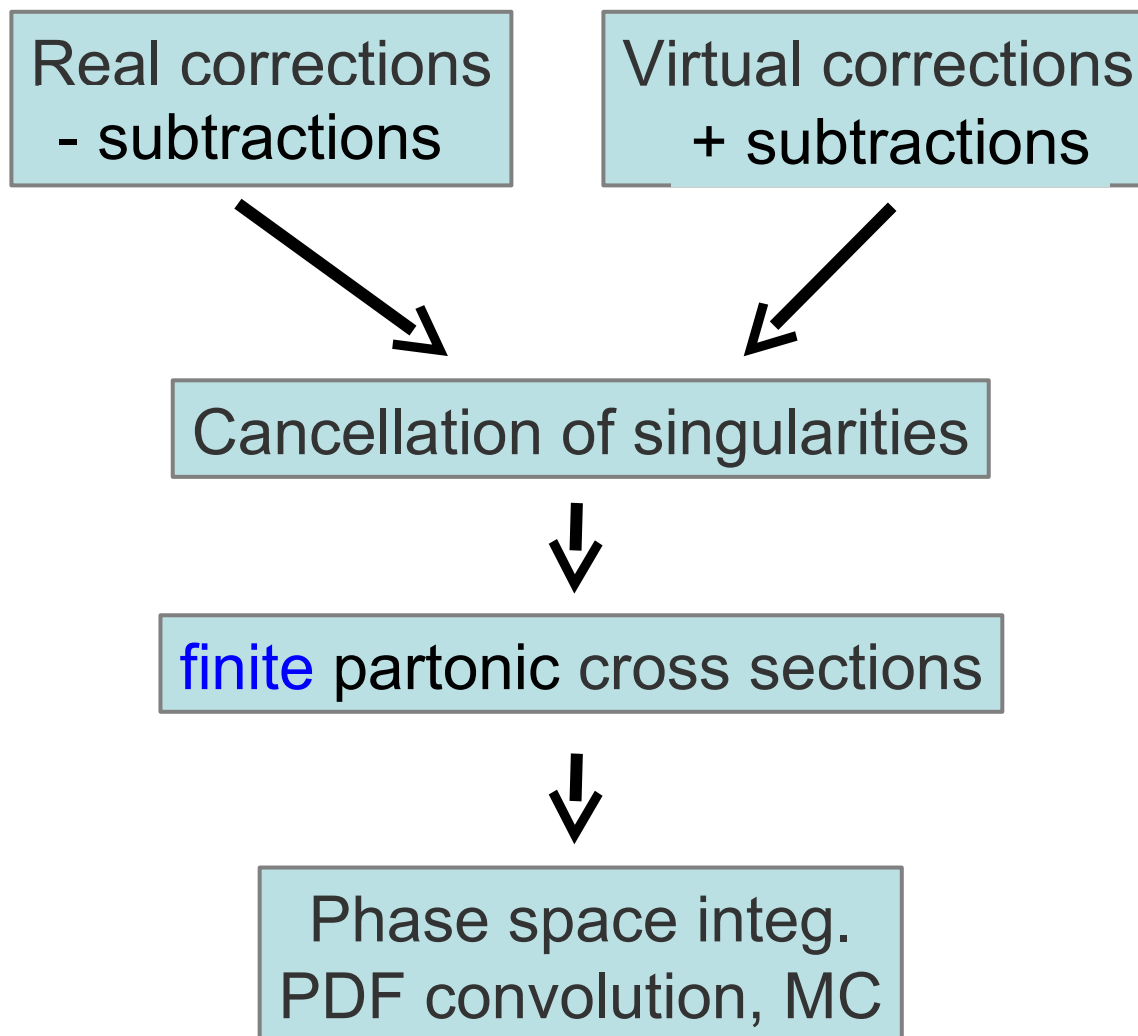 Real corrections
- subtractions
Virtual corrections
+ subtractions
Cancellation of singularities
finite partonic cross sections
Phase space integ.
PDF convolution, MC